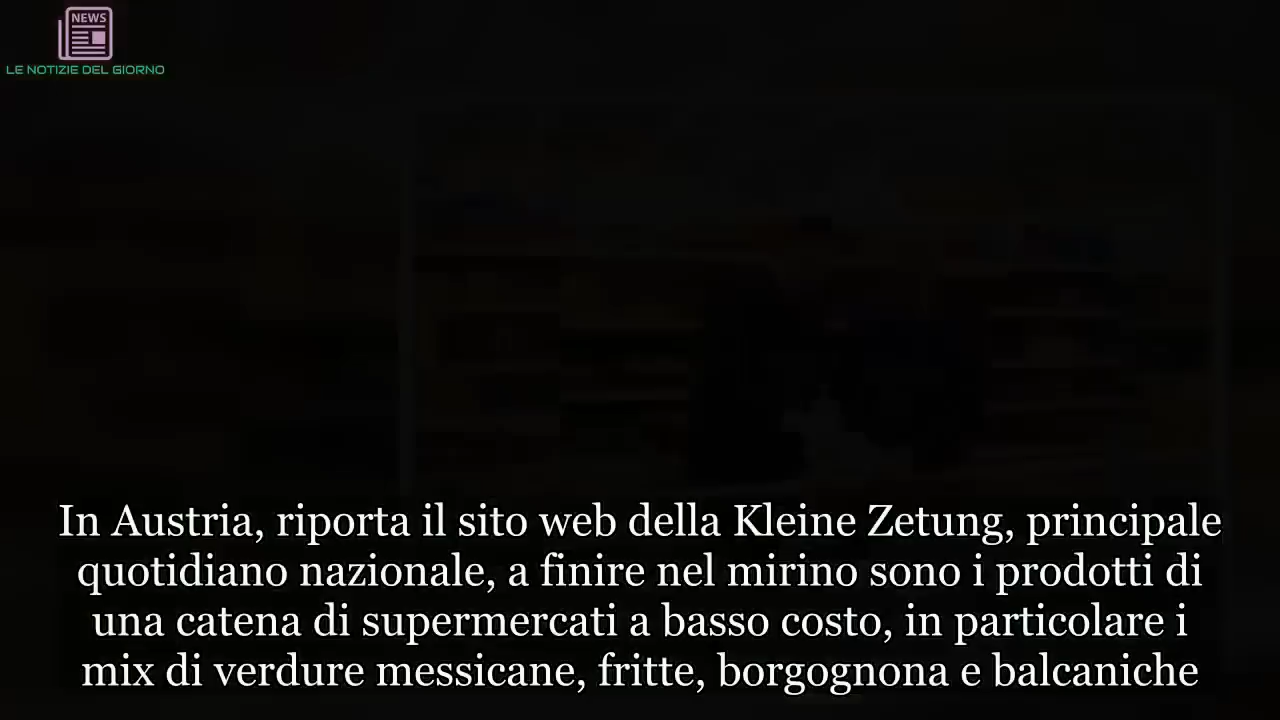 NEWS
LE NOTIZIE DEL GIORNO
In Austria, riporta il sito web della Kleine Zetung, principale
quotidiano nazionale, a finire nel mirino sono i prodotti di
una catena di supermercati a basso costo, in particolare i
mix di verdure messicane, fritte, borgognona e balcaniche